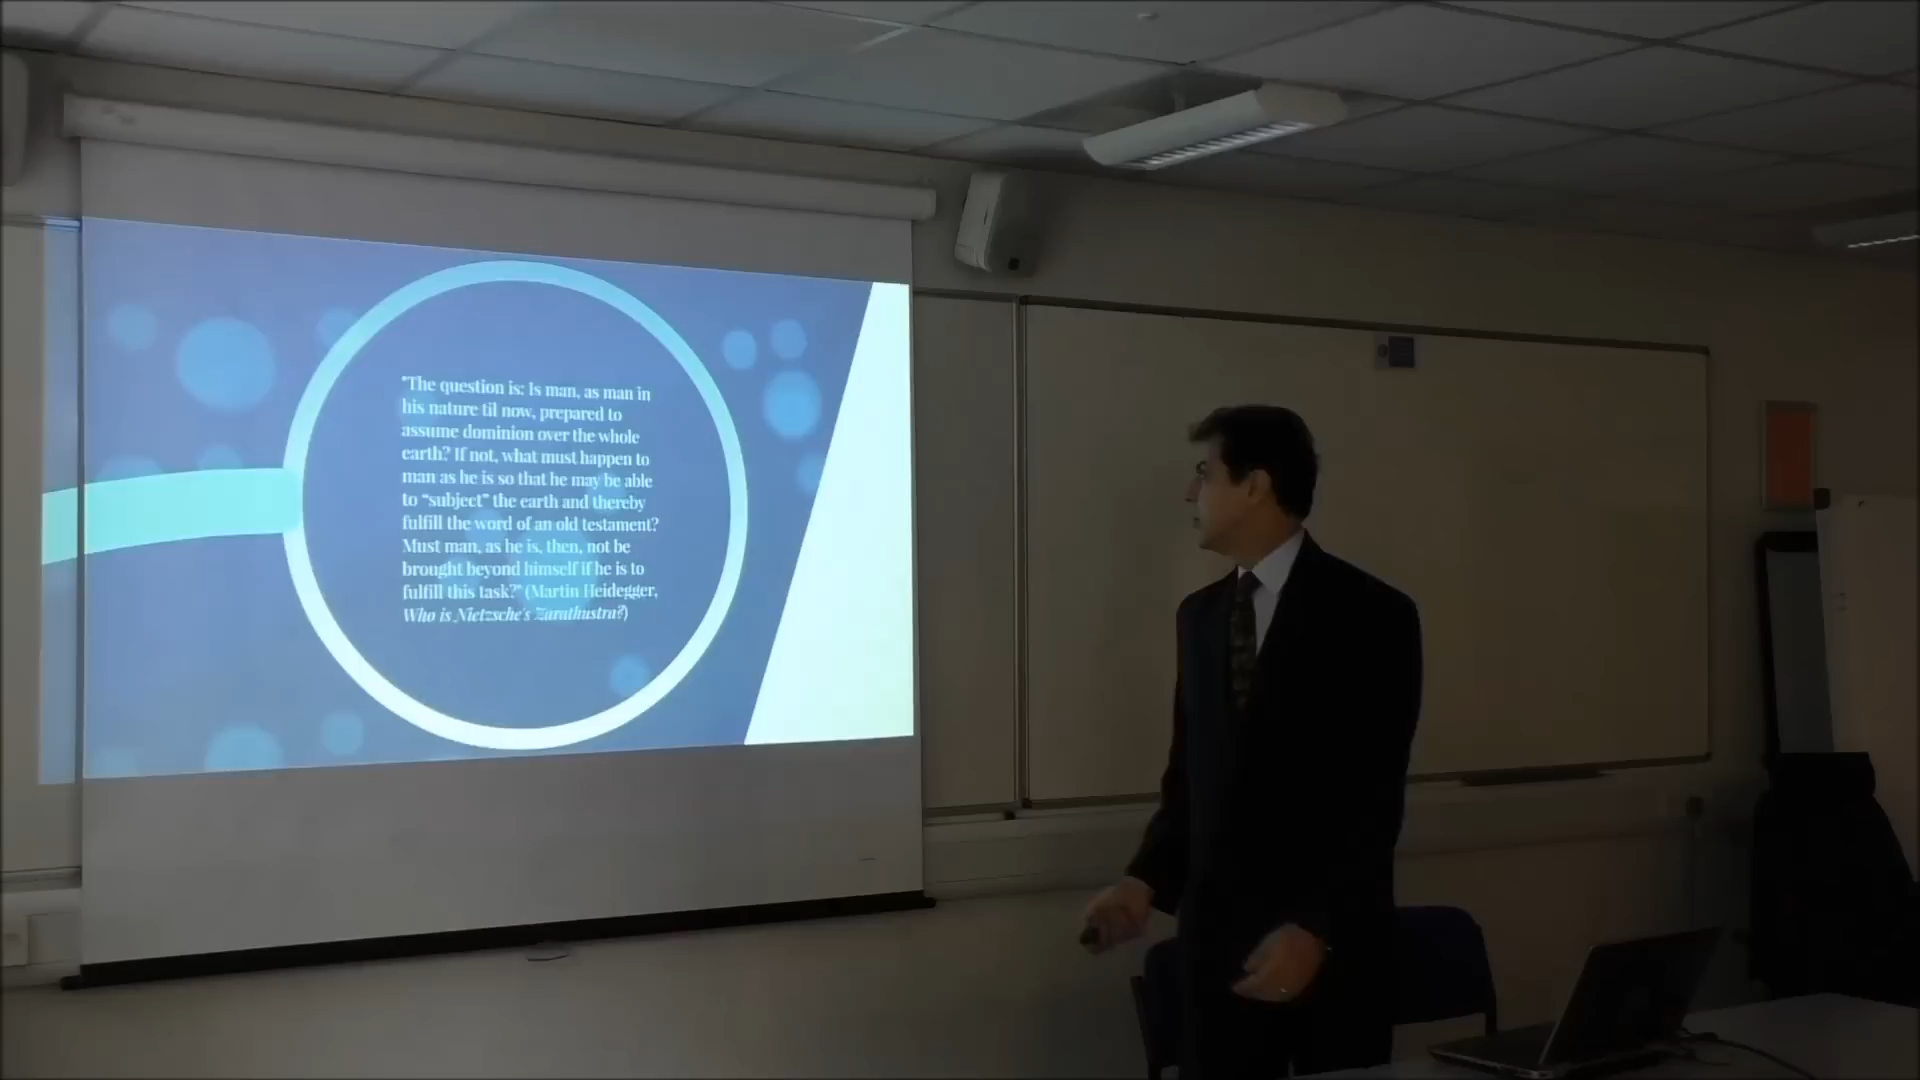 "The question is: Is man, as man in
his nature til now, prepared to
assume dominion over the whole
earth? If not, what must happen to
man as he is so that he may be able
to “subject” the earth and thereby
fulfill the word of an old testament?
Must man, as he is, then, not be
brought beyond himself if he is to
fulfill this task?" (Martin Heidegger,
Who is Nietzsche's Zarathustra?)